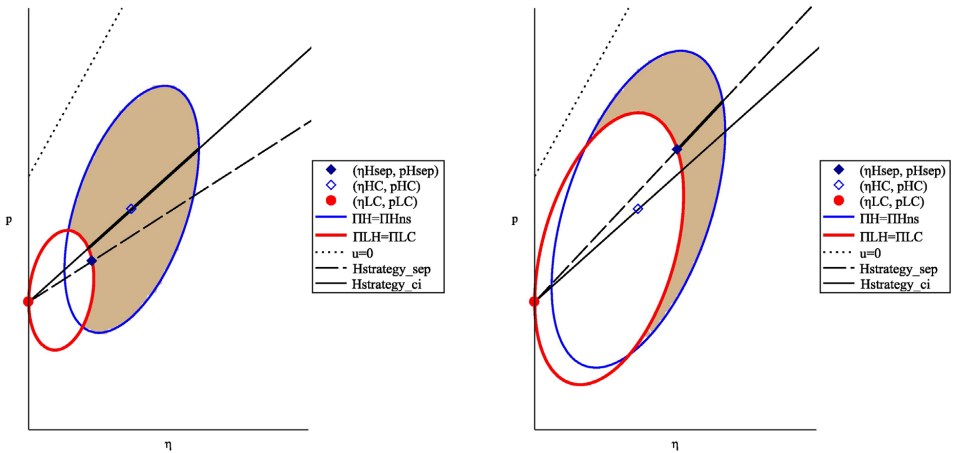 p
η
(ηHsep, pHsep)
(ηHC, pHC)
(ηLC, pLC)
ΠH=ΠHns
ΠLH=ΠLC
u=0
Hstrategy_sep
Hstrategy_ci
p
η
(ηHsep, pHsep)
(ηHC, pHC)
(ηLC, pLC)
ΠH=ΠHns
ΠLH=ΠLC
u=0
Hstrategy_sep
Hstrategy_ci